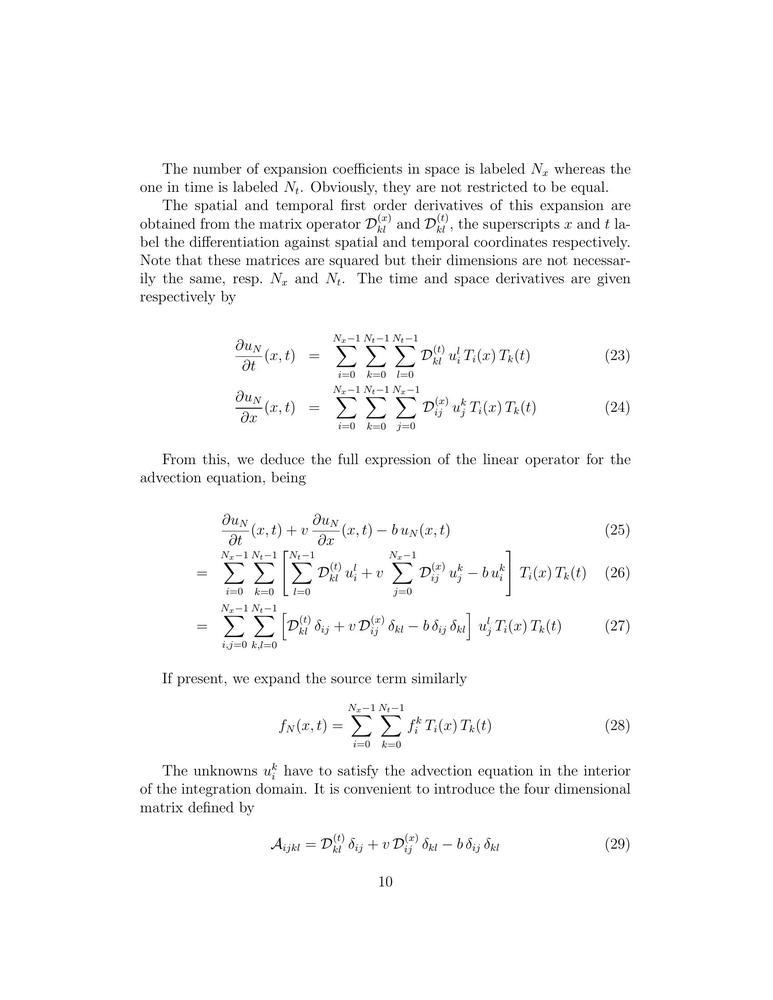 The number of expansion coefficients in space is labeled N_x whereas the
one in time is labeled N_t. Obviously, they are not restricted to be equal.
The spatial and temporal first order derivatives of this expansion are
obtained from the matrix operator \mathcal{D}_{kl}^{(x)} and \mathcal{D}_{kl}^{(t)}, the superscripts x and t la-
bel the differentiation against spatial and temporal coordinates respectively.
Note that these matrices are squared but their dimensions are not necessar-
ily the same, resp. N_x and N_t. The time and space derivatives are given
respectively by
\frac{\partial u_N}{\partial t}(x, t) = \sum_{i=0}^{N_x-1} \sum_{k=0}^{N_t-1} \sum_{l=0}^{N_t-1} \mathcal{D}_{kl}^{(t)} u_i^l T_i(x) T_k(t) (23)
\frac{\partial u_N}{\partial x}(x, t) = \sum_{i=0}^{N_x-1} \sum_{k=0}^{N_t-1} \sum_{j=0}^{N_x-1} \mathcal{D}_{ij}^{(x)} u_j^k T_i(x) T_k(t) (24)
From this, we deduce the full expression of the linear operator for the
advection equation, being
\frac{\partial u_N}{\partial t}(x, t) + v \frac{\partial u_N}{\partial x}(x, t) - b u_N(x, t) (25)
= \sum_{i=0}^{N_x-1} \sum_{k=0}^{N_t-1} \left[ \sum_{l=0}^{N_t-1} \mathcal{D}_{kl}^{(t)} u_i^l + v \sum_{j=0}^{N_x-1} \mathcal{D}_{ij}^{(x)} u_j^k - b u_i^k \right] T_i(x) T_k(t) (26)
= \sum_{i,j=0}^{N_x-1} \sum_{k,l=0}^{N_t-1} \left[ \mathcal{D}_{kl}^{(t)} \delta_{ij} + v \mathcal{D}_{ij}^{(x)} \delta_{kl} - b \delta_{ij} \delta_{kl} \right] u_j^l T_i(x) T_k(t) (27)
If present, we expand the source term similarly
f_N(x, t) = \sum_{i=0}^{N_x-1} \sum_{k=0}^{N_t-1} f_i^k T_i(x) T_k(t) (28)
The unknowns u_i^k have to satisfy the advection equation in the interior
of the integration domain. It is convenient to introduce the four dimensional
matrix defined by
\mathcal{A}_{ijkl} = \mathcal{D}_{kl}^{(t)} \delta_{ij} + v \mathcal{D}_{ij}^{(x)} \delta_{kl} - b \delta_{ij} \delta_{kl} (29)
10